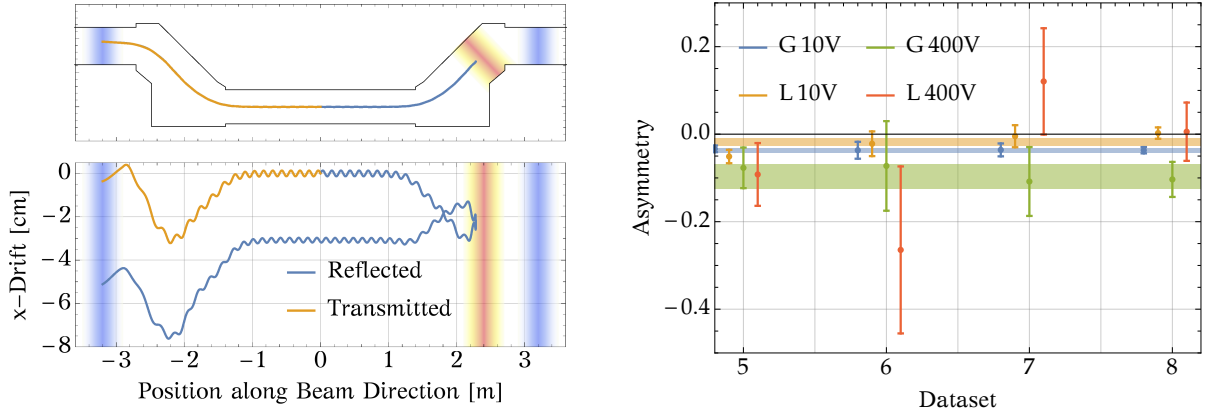 0
−2
−4
−6
−8
x–Drift [cm]
Reflected
Transmitted
−3 −2 −1 0 1 2 3
Position along Beam Direction [m]
G 10V G 400V
L 10V L 400V
0.2
0.0
−0.2
−0.4
Asymmetry
5 6 7 8
Dataset